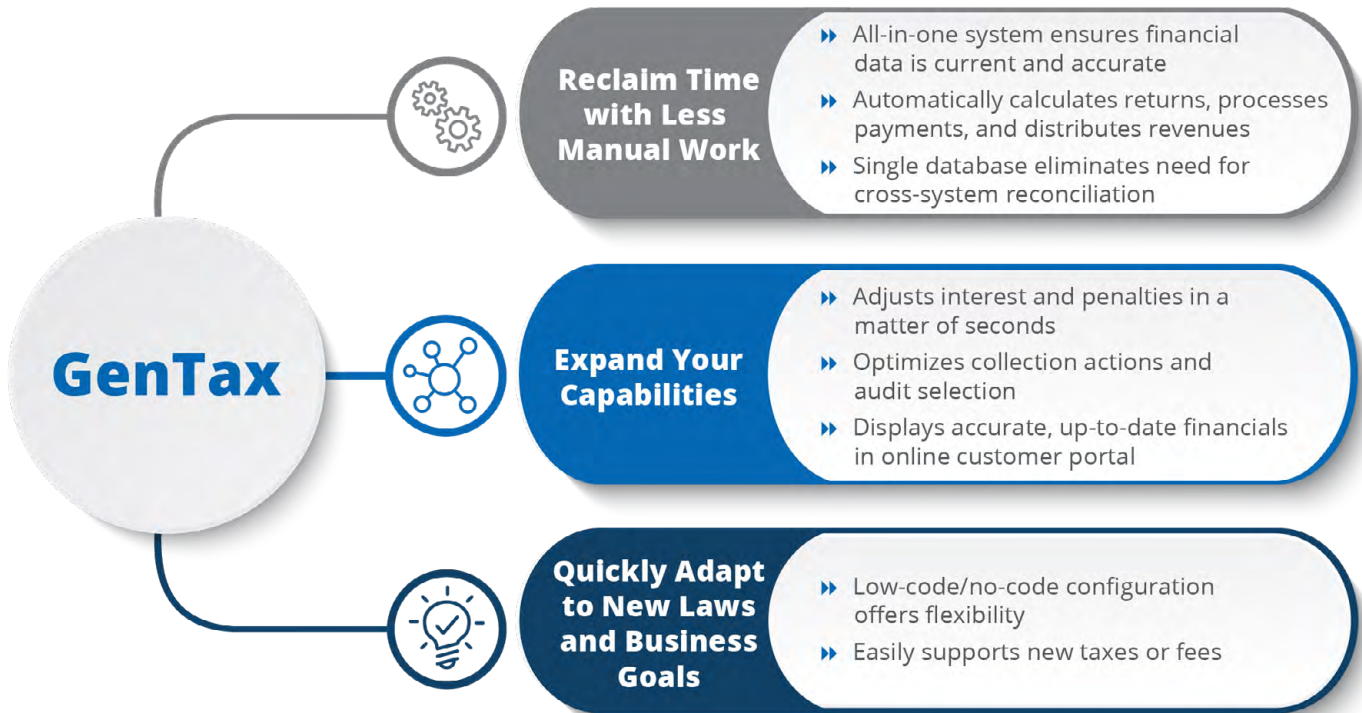 GenTax
Reclaim Time
with Less
Manual Work
All-in-one system ensures financial
data is current and accurate
Automatically calculates returns, processes
payments, and distributes revenues
Single database eliminates need for
cross-system reconciliation
Expand Your
Capabilities
Adjusts interest and penalties in a
matter of seconds
Optimizes collection actions and
audit selection
Displays accurate, up-to-date financials
in online customer portal
Quickly Adapt
to New Laws
and Business
Goals
Low-code/no-code configuration
offers flexibility
Easily supports new taxes or fees